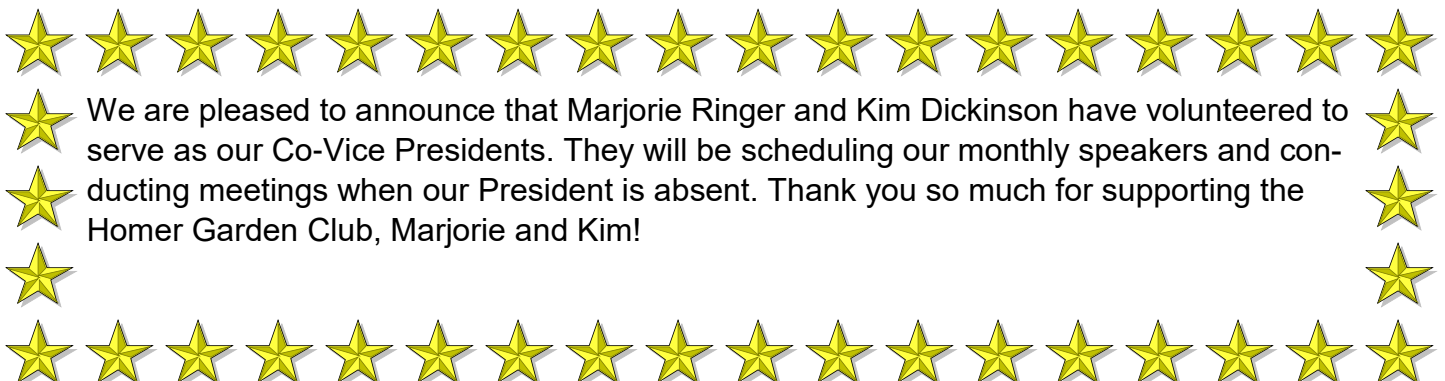 We are pleased to announce that Marjorie Ringer and Kim Dickinson have volunteered to
serve as our Co-Vice Presidents. They will be scheduling our monthly speakers and con-
ducting meetings when our President is absent. Thank you so much for supporting the
Homer Garden Club, Marjorie and Kim!